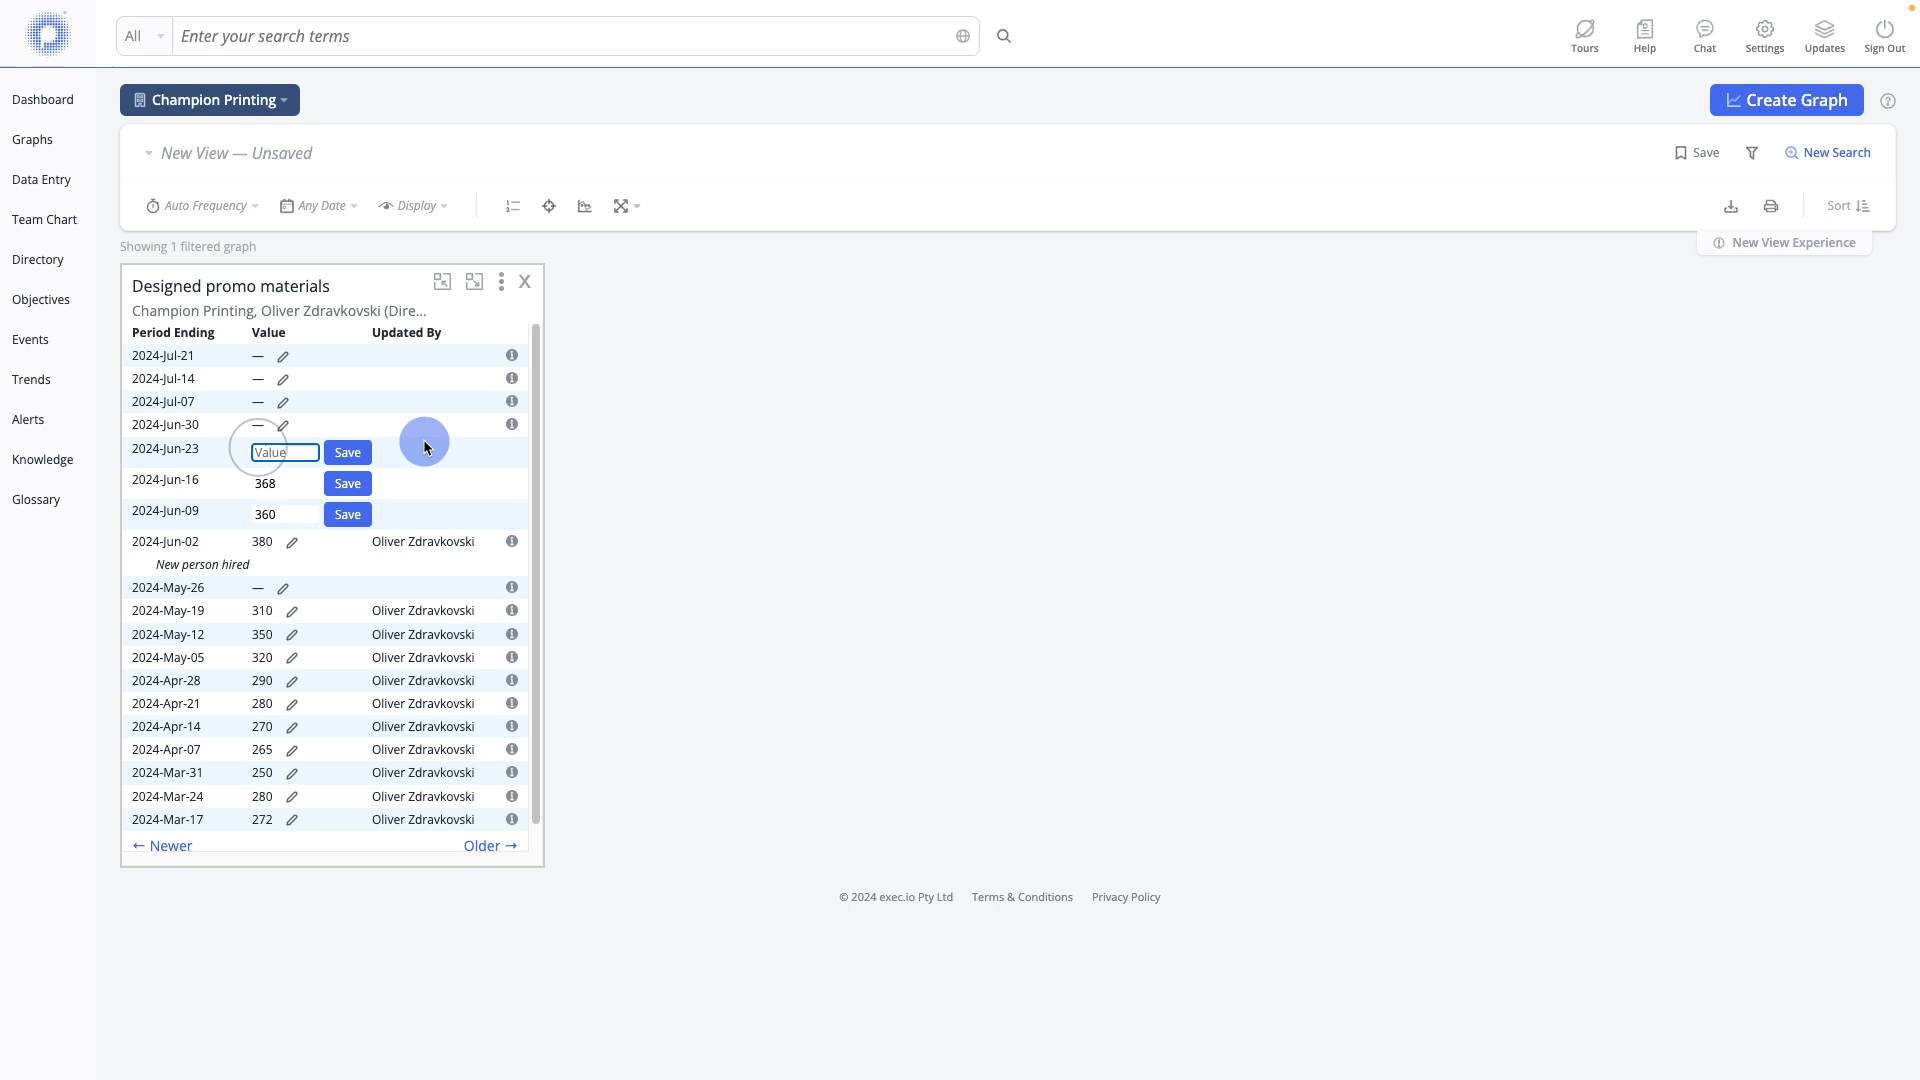 All
Enter your search terms
Tours
Help
Chat
Settings
Updates
Sign Out
Dashboard
Graphs
Data Entry
Team Chart
Directory
Objectives
Events
Trends
Alerts
Knowledge
Glossary
Champion Printing
Create Graph
New View — Unsaved
Save
New Search
Auto Frequency
Any Date
Display
Sort
New View Experience
Showing 1 filtered graph
Designed promo materials
X
Champion Printing, Oliver Zdravkovski (Dire...
Period Ending Value Updated By
2024-Jul-21 —
2024-Jul-14 —
2024-Jul-07 —
2024-Jun-30 —
2024-Jun-23 Value Save
2024-Jun-16 368 Save
2024-Jun-09 360 Save
2024-Jun-02 380 Oliver Zdravkovski
New person hired
2024-May-26 —
2024-May-19 310 Oliver Zdravkovski
2024-May-12 350 Oliver Zdravkovski
2024-May-05 320 Oliver Zdravkovski
2024-Apr-28 290 Oliver Zdravkovski
2024-Apr-21 280 Oliver Zdravkovski
2024-Apr-14 270 Oliver Zdravkovski
2024-Apr-07 265 Oliver Zdravkovski
2024-Mar-31 250 Oliver Zdravkovski
2024-Mar-24 280 Oliver Zdravkovski
2024-Mar-17 272 Oliver Zdravkovski
← Newer Older →
© 2024 exec.io Pty Ltd Terms & Conditions Privacy Policy